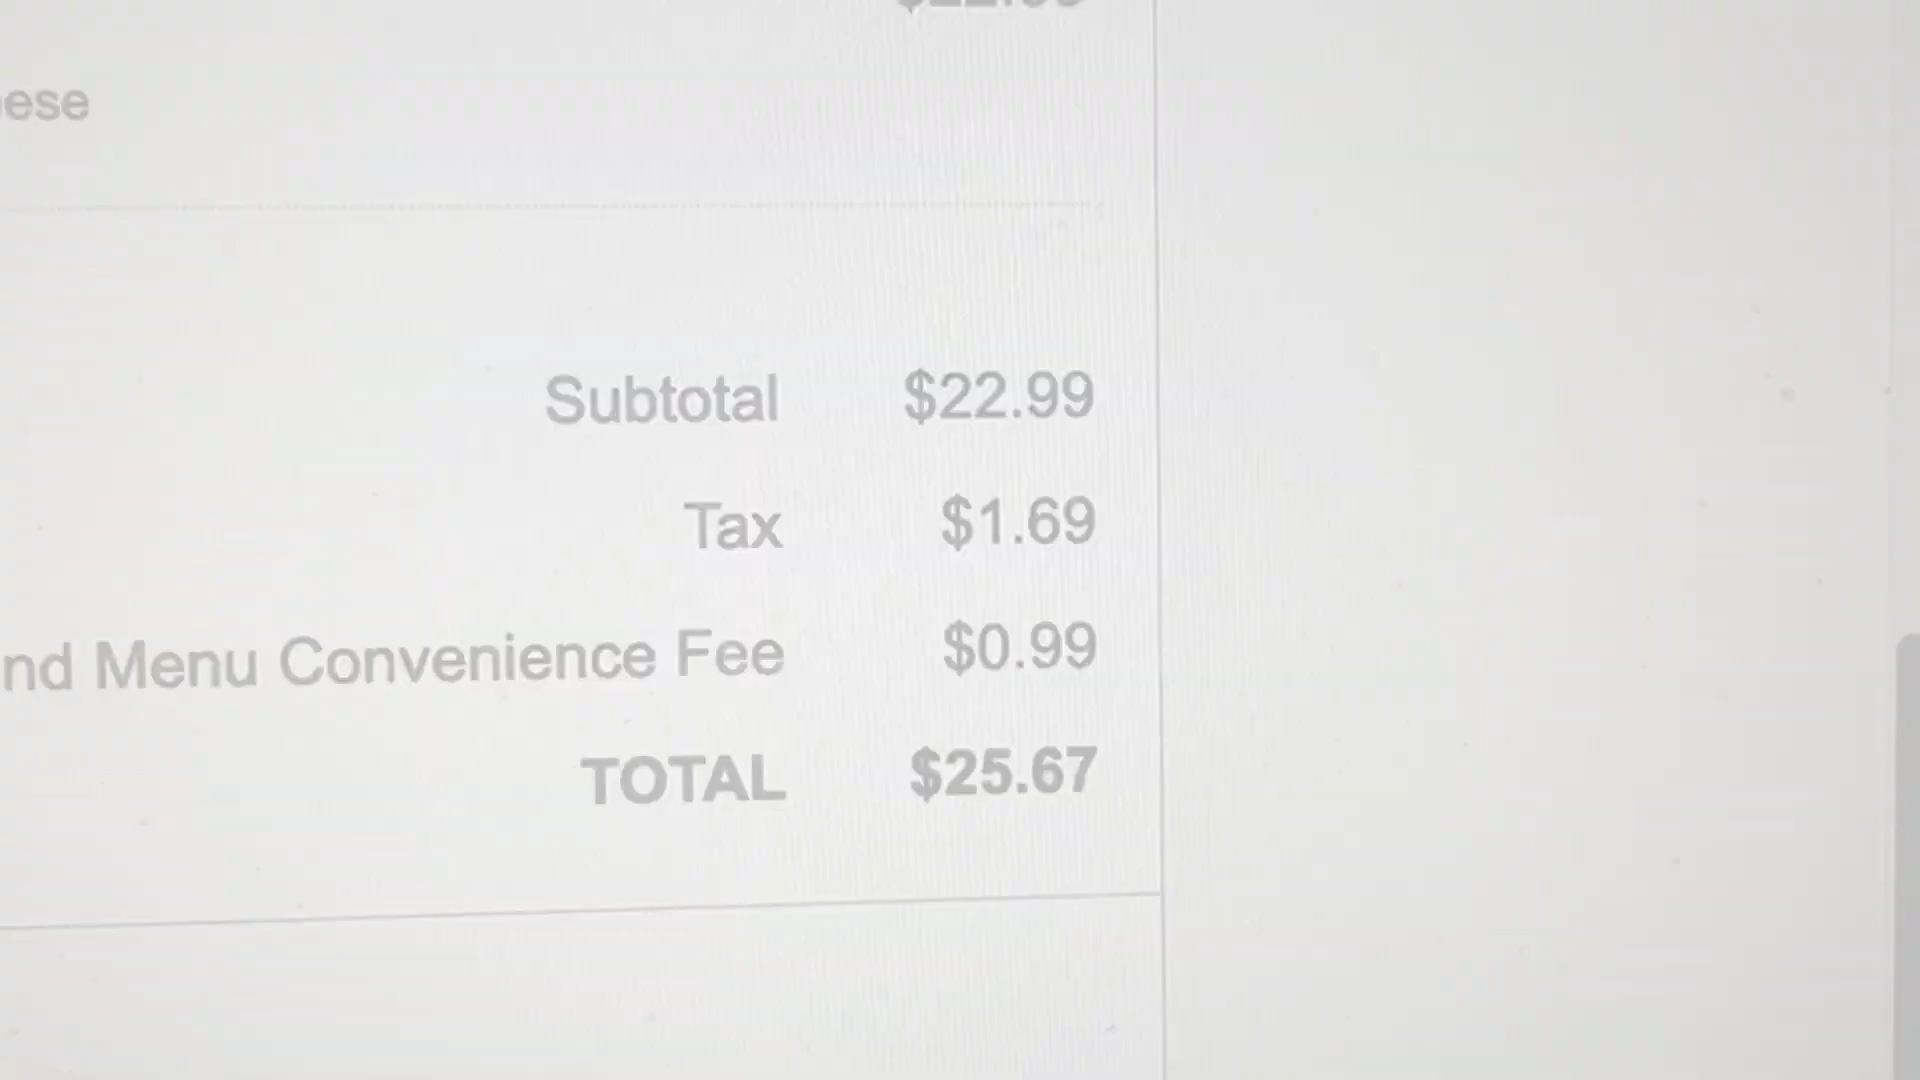 ese
Subtotal $22.99
Tax $1.69
nd Menu Convenience Fee $0.99
TOTAL $25.67